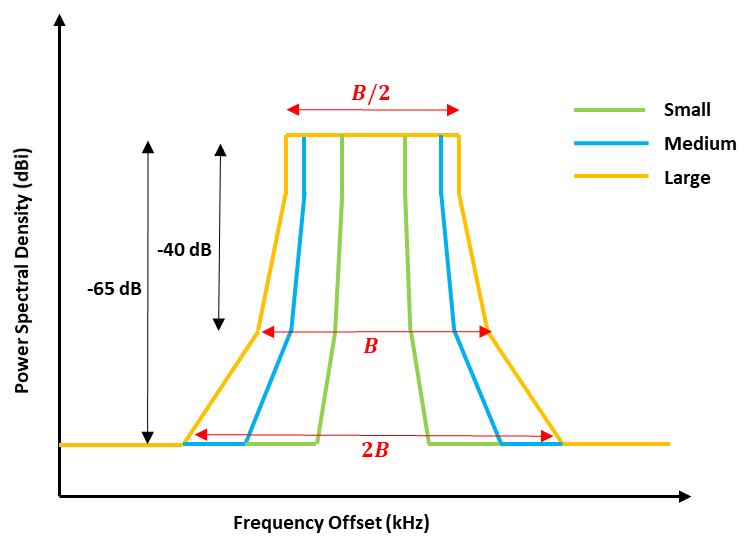 B/2
Small
Medium
Large
Power Spectral Density (dBi)
-40 dB
-65 dB
B
2B
Frequency Offset (kHz)